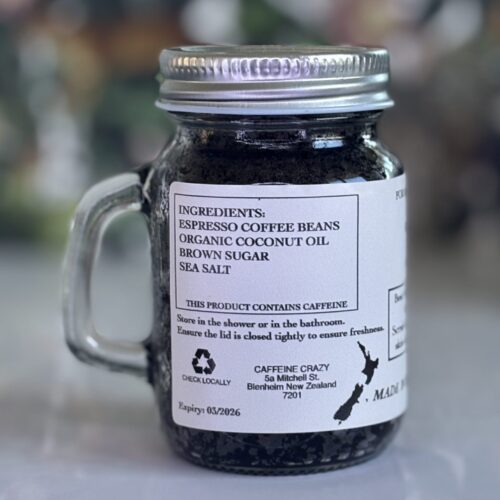 INGREDIENTS:
ESPRESSO COFFEE BEANS
ORGANIC COCONUT OIL
BROWN SUGAR
SEA SALT
THIS PRODUCT CONTAINS CAFFEINE
Store in the shower or in the bathroom.
Ensure the lid is closed tightly to ensure freshness.
CHECK LOCALLY
CAFFEINE CRAZY
5a Mitchell St.
Blenheim New Zealand
7201
Expiry: 03/2026
MADE